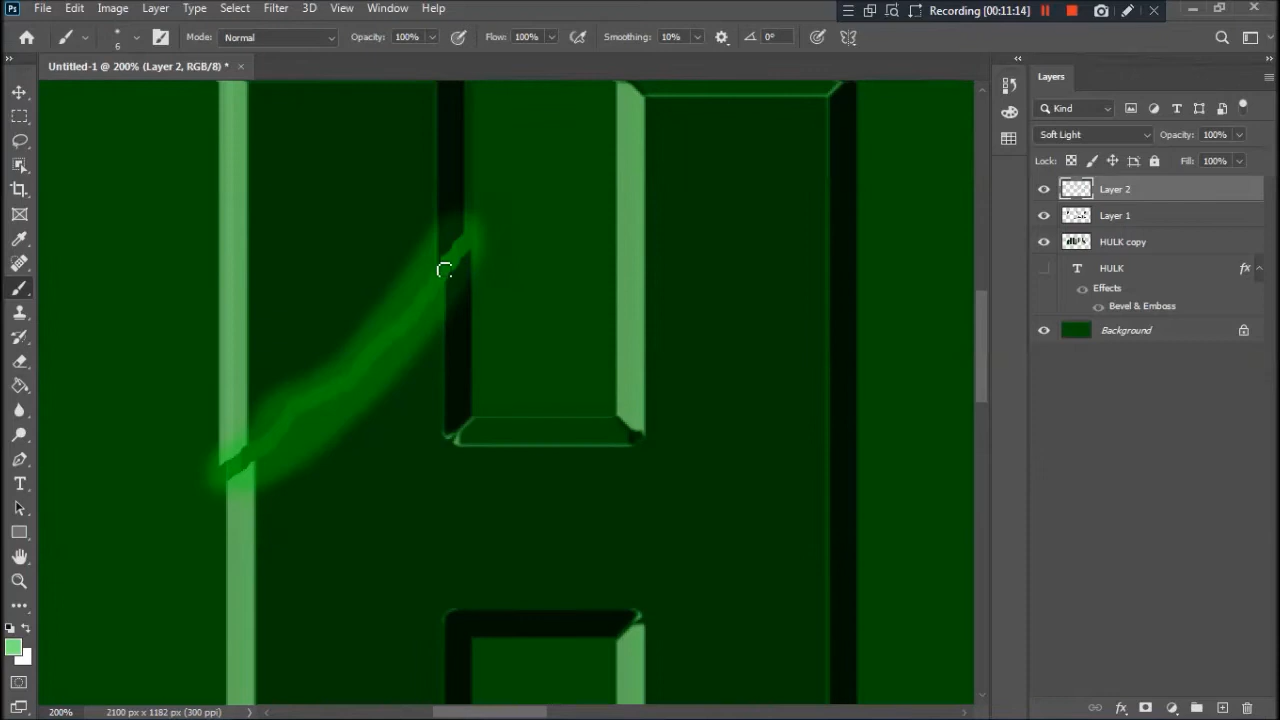 Ps File Edit Image Layer Type Select Filter 3D View Window Help
Recording [00:11:14]
6 Mode: Normal Opacity: 100% Flow: 100% Smoothing: 10% 0°
Untitled-1 @ 200% (Layer 2, RGB/8) * ×
Layers
Kind
Soft Light Opacity: 100%
Lock: Fill: 100%
Layer 2
Layer 1
HULK copy
T HULK fx
Effects
Bevel & Emboss
Background
200% 2100 px x 1182 px (300 ppi)